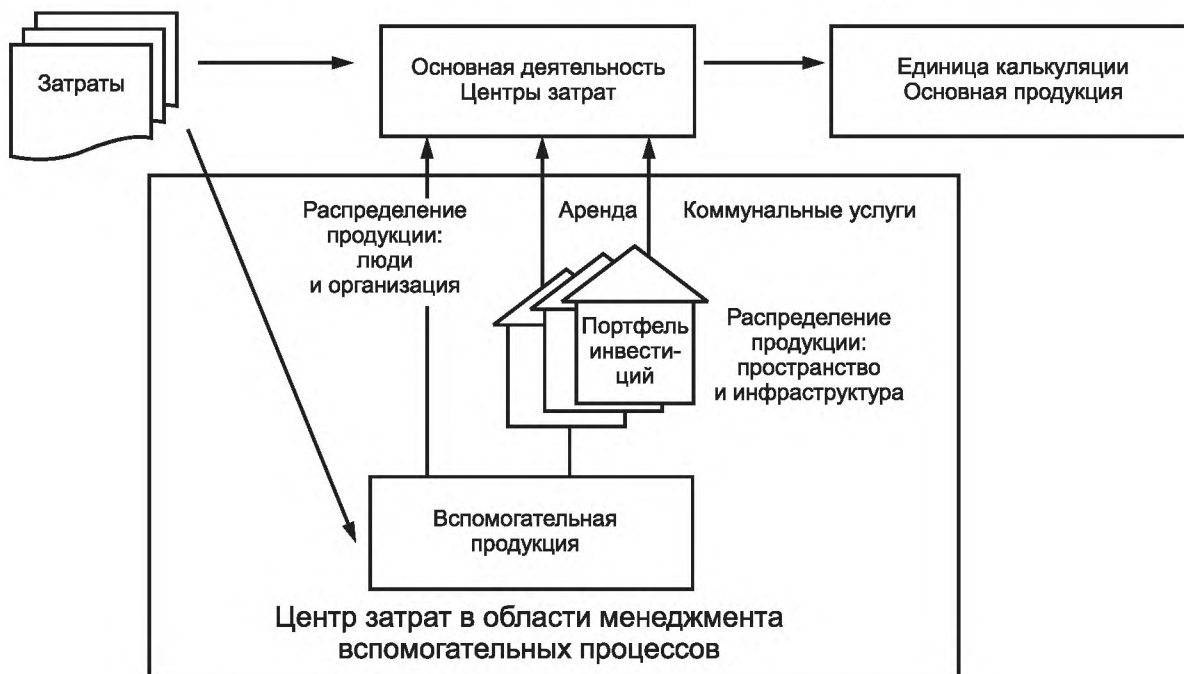 Затраты
Основная деятельность
Центры затрат
Единица калькуляции
Основная продукция
Распределение
продукции:
люди
и организация
Аренда
Коммунальные услуги
Портфель
инвести-
ций
Распределение
продукции:
пространство
и инфраструктура
Вспомогательная
продукция
Центр затрат в области менеджмента
вспомогательных процессов